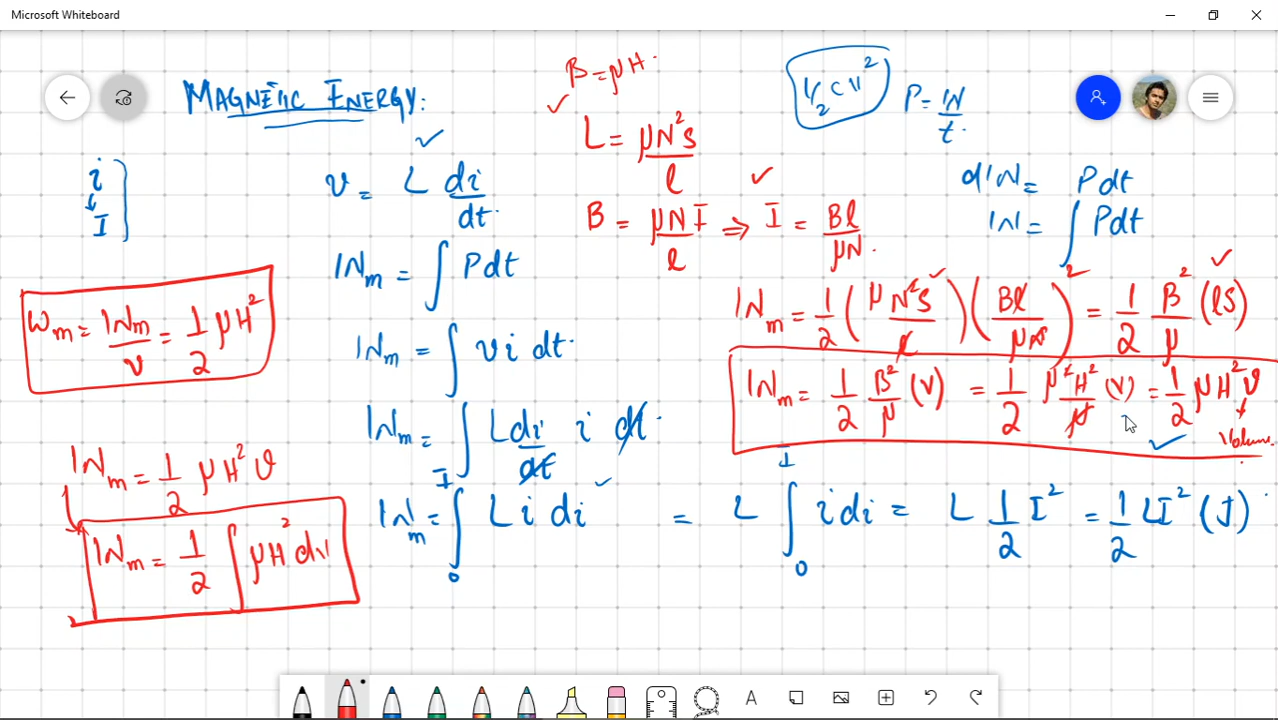 Microsoft Whiteboard
MAGNETIC ENERGY:
i
↓
I
v = L di/dt
Wm = ∫ Pdt
Wm = ∫ vi dt
Wm = ∫ L di/dt i dt
Wm = ∫₀ᴵ L i di = L ∫₀ᴵ i di = L 1/2 I² = 1/2 LI² (J)
B = μH
L = μN²S/l
B = μNI/l ⇒ I = Bl/μN
1/2 CV²
P = W/t
dW = Pdt
W = ∫ Pdt
Wm = 1/2 (μN²S/l) (Bl/μN)² = 1/2 B²/μ (lS)
Wm = 1/2 B²/μ (V) = 1/2 μ²H²/μ (V) = 1/2 μH² v
Volume
wm = Wm/v = 1/2 μH²
Wm = 1/2 μH² v
Wm = 1/2 ∫ μH² dv
A